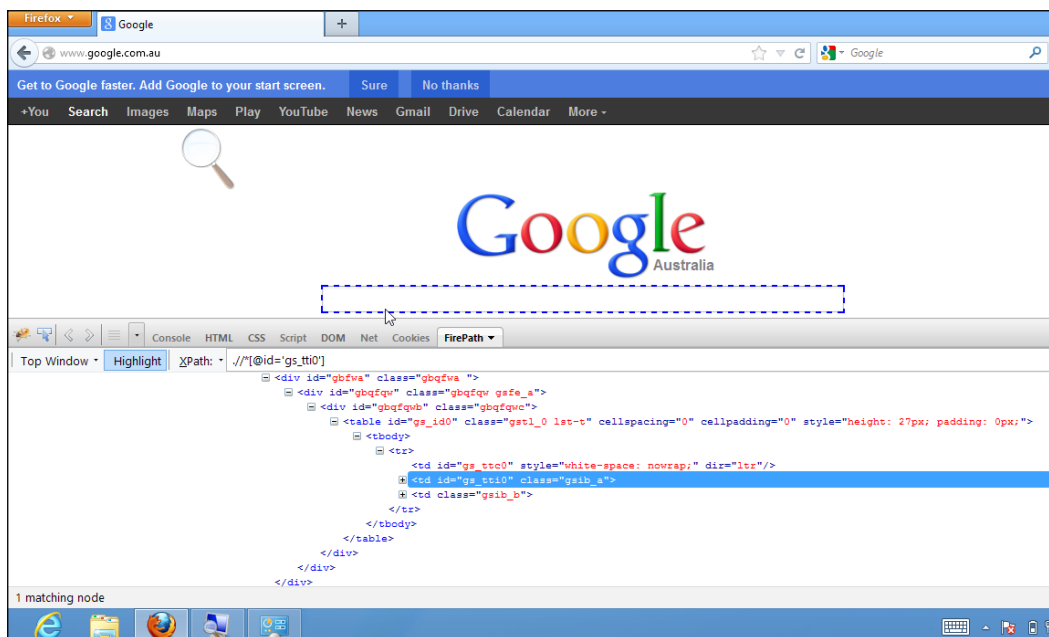 Firefox
Google
www.google.com.au
Google
Get to Google faster. Add Google to your start screen. Sure No thanks
+You Search Images Maps Play YouTube News Gmail Drive Calendar More
Google
Australia
Console HTML CSS Script DOM Net Cookies FirePath
Top Window Highlight XPath: .//*[@id='gs_tti0']
<div id="gbfwa" class="gbqfwa ">
<div id="gbqfqw" class="gbqfqw gsfe_a">
<div id="gbqfqwb" class="gbqfqwc">
<table id="gs_id0" class="gstl_0 lst-t" cellspacing="0" cellpadding="0" style="height: 27px; padding: 0px;">
<tbody>
<tr>
<td id="gs_ttc0" style="white-space: nowrap;" dir="ltr"/>
<td id="gs_tti0" class="gsib_a">
<td class="gsib_b">
</tr>
</tbody>
</table>
</div>
</div>
</div>
1 matching node